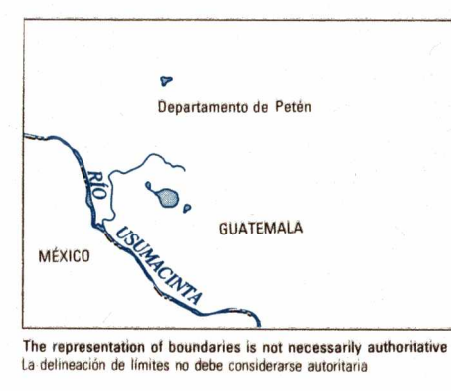 Departamento de Petén
RÍO
USUMACINTA
GUATEMALA
MÉXICO
The representation of boundaries is not necessarily authoritative
La delineación de límites no debe considerarse autoritaria